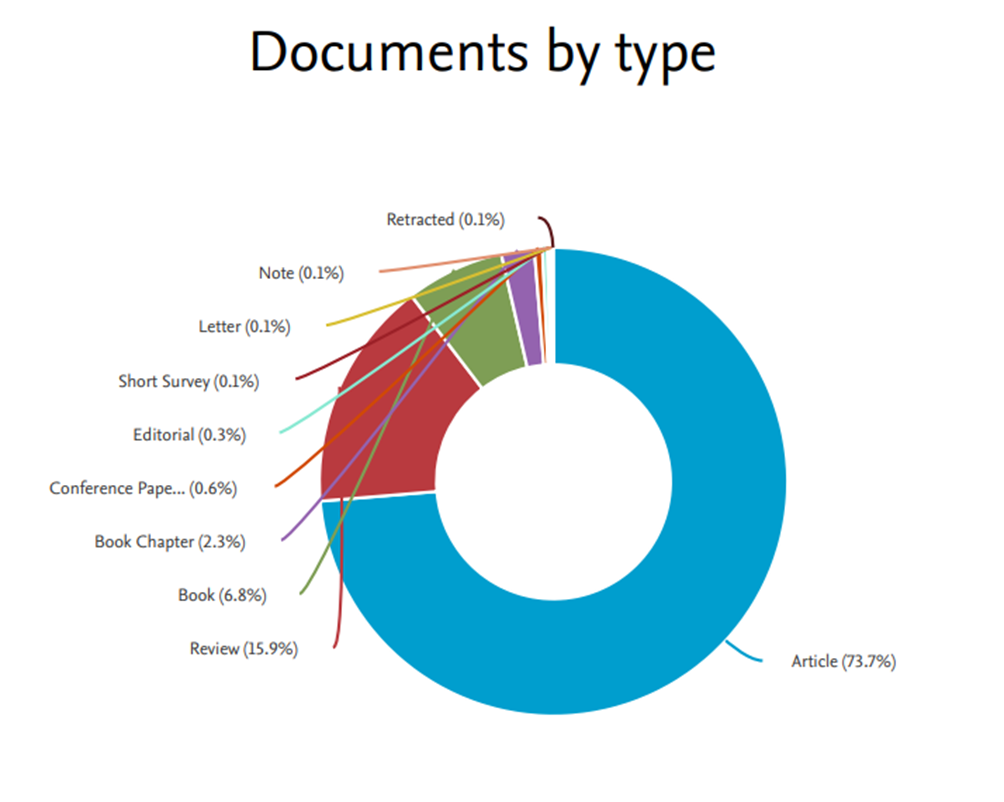 Documents by type
Retracted (0.1%)
Note (0.1%)
Letter (0.1%)
Short Survey (0.1%)
Editorial (0.3%)
Conference Pape... (0.6%)
Book Chapter (2.3%)
Book (6.8%)
Review (15.9%)
Article (73.7%)